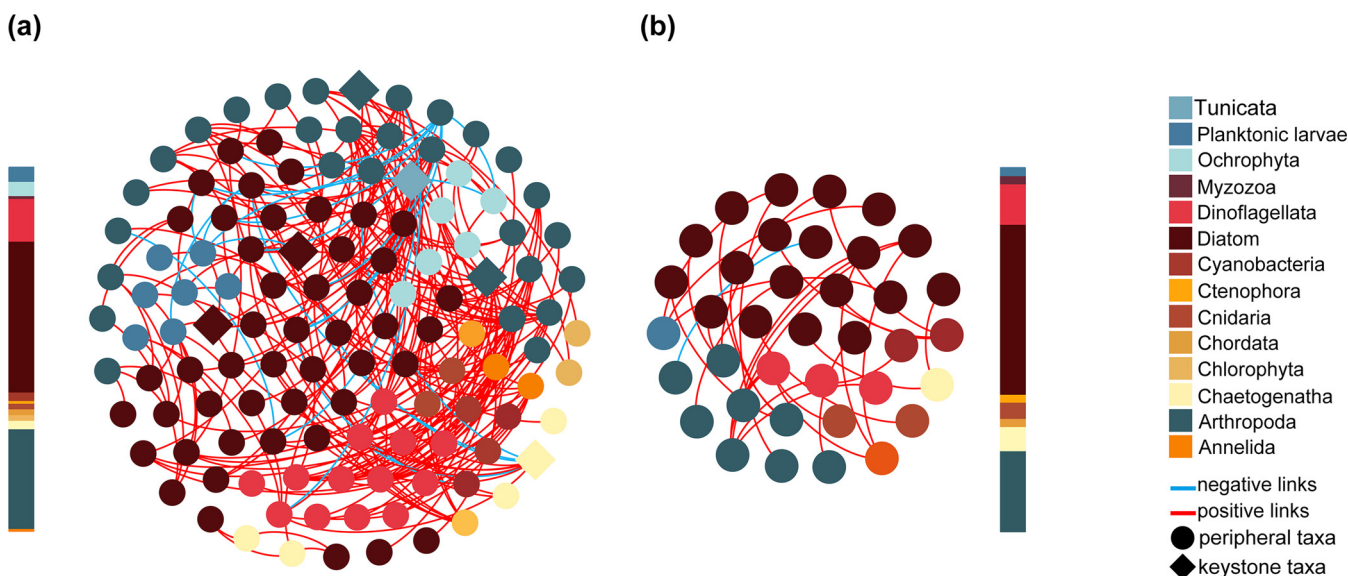 (a)
(b)
Tunicata
Planktonic larvae
Ochrophyta
Myzozoa
Dinoflagellata
Diatom
Cyanobacteria
Ctenophora
Cnidaria
Chordata
Chlorophyta
Chaetogenatha
Arthropoda
Annelida
negative links
positive links
peripheral taxa
keystone taxa